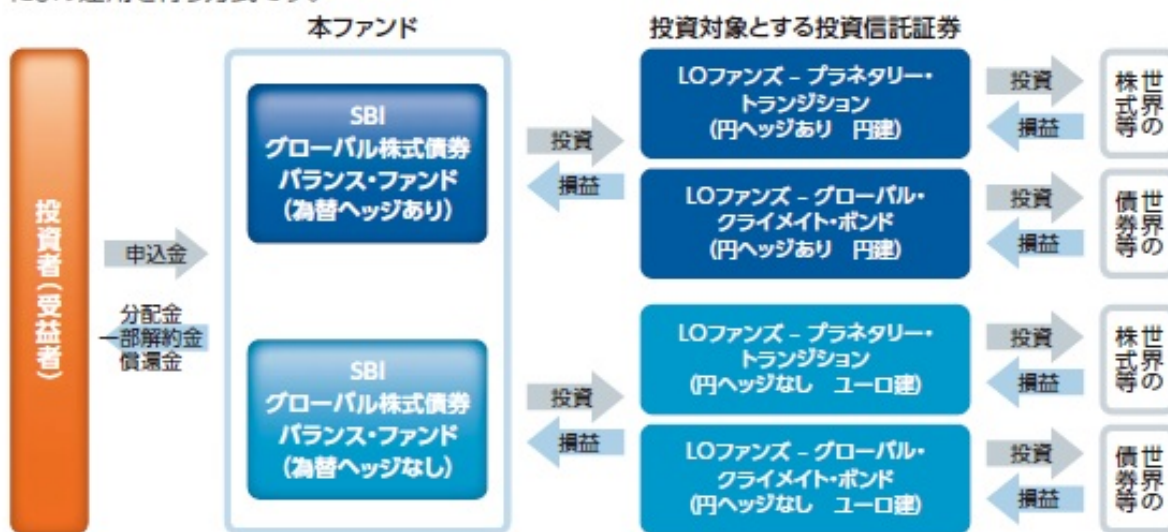 本ファンド
投資対象とする投資信託証券
投資者(受益者)
申込金
分配金
一部解約金
償還金
SBI
グローバル株式債券
バランス・ファンド
(為替ヘッジあり)
投資
損益
LOファンズ – プラネタリー・
トランジション
(円ヘッジあり 円建)
投資
損益
世界の
株式等
LOファンズ – グローバル・
クライメイト・ボンド
(円ヘッジあり 円建)
投資
損益
世界の
債券等
SBI
グローバル株式債券
バランス・ファンド
(為替ヘッジなし)
投資
損益
LOファンズ – プラネタリー・
トランジション
(円ヘッジなし ユーロ建)
投資
損益
世界の
株式等
LOファンズ – グローバル・
クライメイト・ボンド
(円ヘッジなし ユーロ建)
投資
損益
世界の
債券等